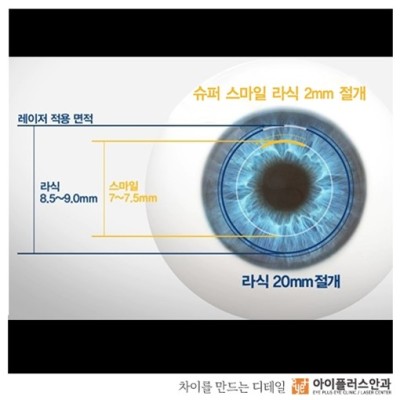 슈퍼 스마일 라식 2mm 절개
레이저 적용 면적
라식
8.5~9.0mm
스마일
7~7.5mm
라식 20mm 절개
차이를 만드는 디테일
eye+
아이플러스안과
EYE PLUS EYE CLINIC / LASER CENTER